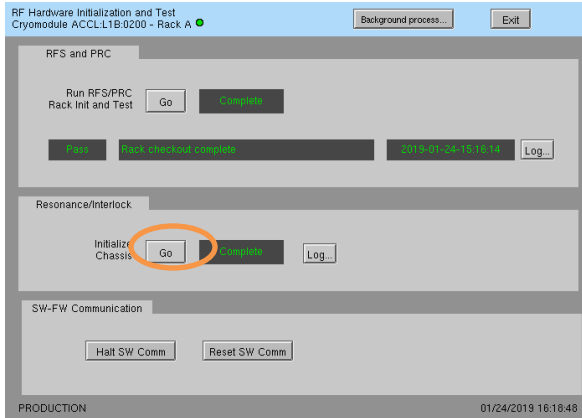 RF Hardware Initialization and Test
Cryomodule ACCL:L1B:0200 - Rack A
Background process...
Exit
RFS and PRC
Run RFS/PRC
Rack Init and Test
Go
Complete
Pass
Rack checkout complete
2019-01-24-15:16:14
Log...
Resonance/Interlock
Initialize
Chassis
Go
Complete
Log...
SW-FW Communication
Halt SW Comm
Reset SW Comm
PRODUCTION
01/24/2019 16:18:48